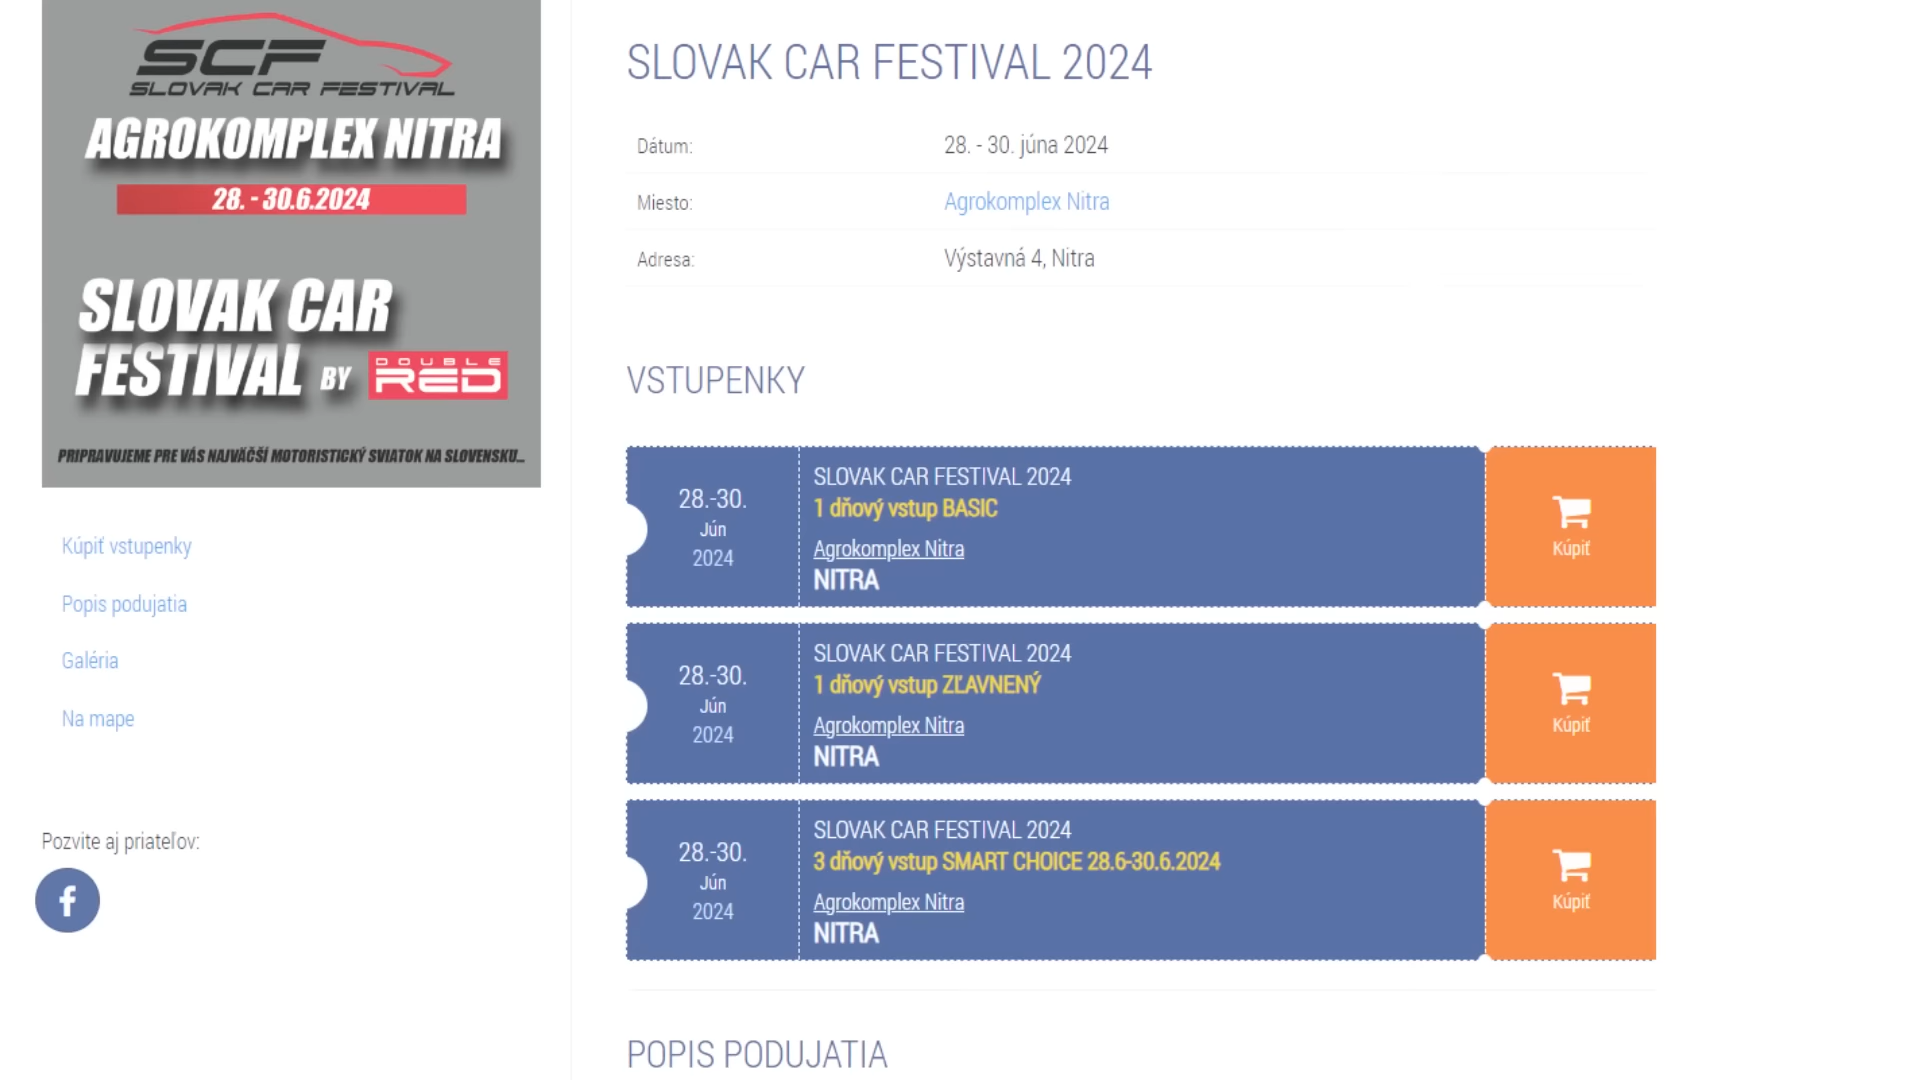 SCF
SLOVAK CAR FESTIVAL
AGROKOMPLEX NITRA
28. - 30.6.2024
SLOVAK CAR
FESTIVAL BY DOUBLE RED
PRIPRAVUJEME PRE VÁS NAJVÄČŠÍ MOTORISTICKÝ SVIATOK NA SLOVENSKU...
Kúpiť vstupenky
Popis podujatia
Galéria
Na mape
Pozvite aj priateľov:
f
SLOVAK CAR FESTIVAL 2024
Dátum: 28. - 30. júna 2024
Miesto: Agrokomplex Nitra
Adresa: Výstavná 4, Nitra
VSTUPENKY
28.-30.
Jún
2024
SLOVAK CAR FESTIVAL 2024
1 dňový vstup BASIC
Agrokomplex Nitra
NITRA
Kúpiť
28.-30.
Jún
2024
SLOVAK CAR FESTIVAL 2024
1 dňový vstup ZĽAVNENÝ
Agrokomplex Nitra
NITRA
Kúpiť
28.-30.
Jún
2024
SLOVAK CAR FESTIVAL 2024
3 dňový vstup SMART CHOICE 28.6-30.6.2024
Agrokomplex Nitra
NITRA
Kúpiť
POPIS PODUJATIA